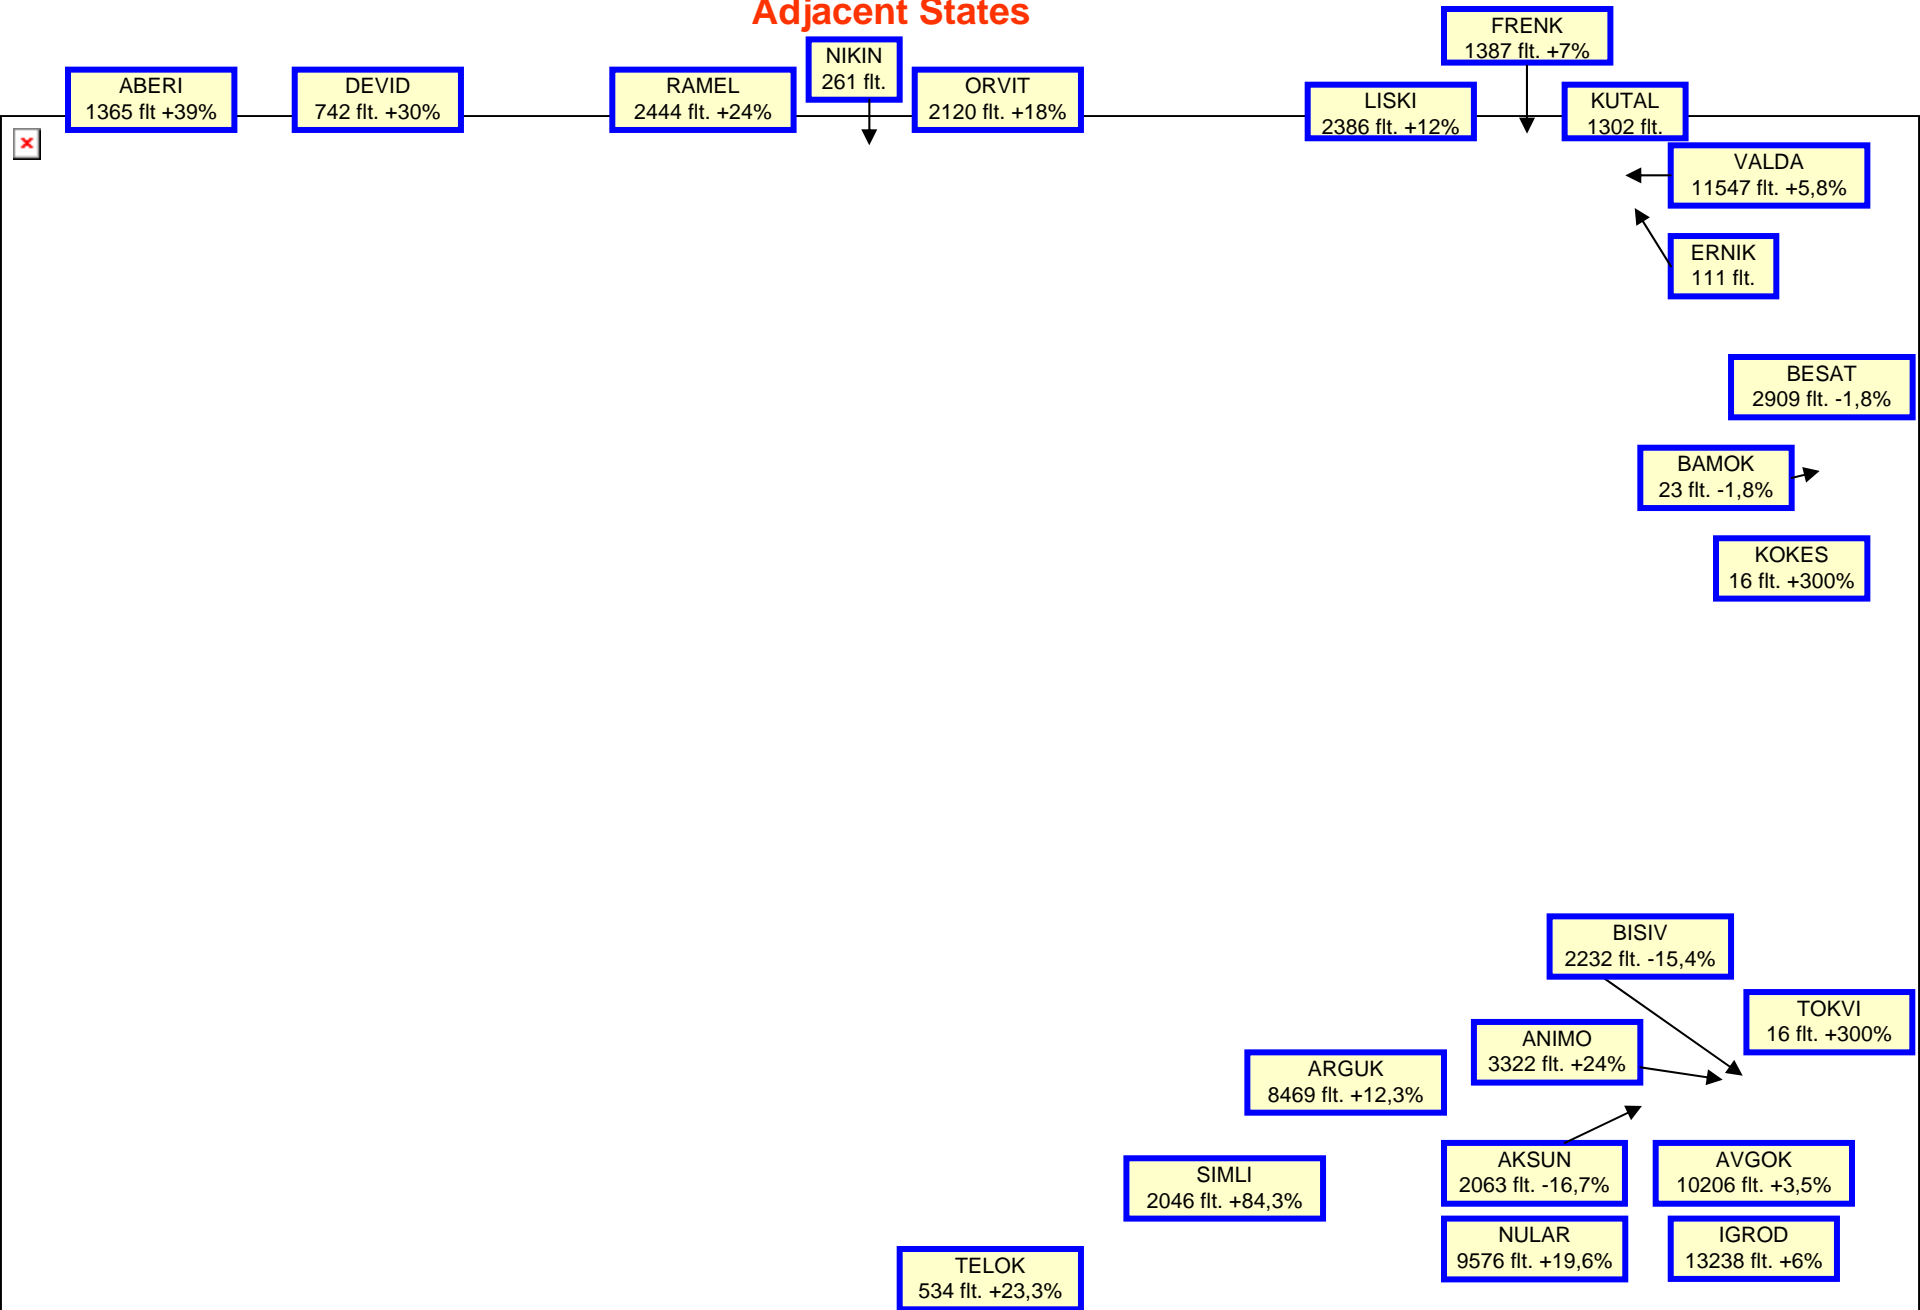 Adjacent States
FRENK
1387 flt. +7%
NIKIN
261 flt.
ABERI
1365 flt +39%
DEVID
742 flt. +30%
RAMEL
2444 flt. +24%
ORVIT
2120 flt. +18%
LISKI
2386 flt. +12%
KUTAL
1302 flt.
VALDA
11547 flt. +5,8%
ERNIK
111 flt.
BESAT
2909 flt. -1,8%
BAMOK
23 flt. -1,8%
KOKES
16 flt. +300%
BISIV
2232 flt. -15,4%
TOKVI
16 flt. +300%
ANIMO
3322 flt. +24%
ARGUK
8469 flt. +12,3%
AKSUN
2063 flt. -16,7%
AVGOK
10206 flt. +3,5%
SIMLI
2046 flt. +84,3%
NULAR
9576 flt. +19,6%
IGROD
13238 flt. +6%
TELOK
534 flt. +23,3%